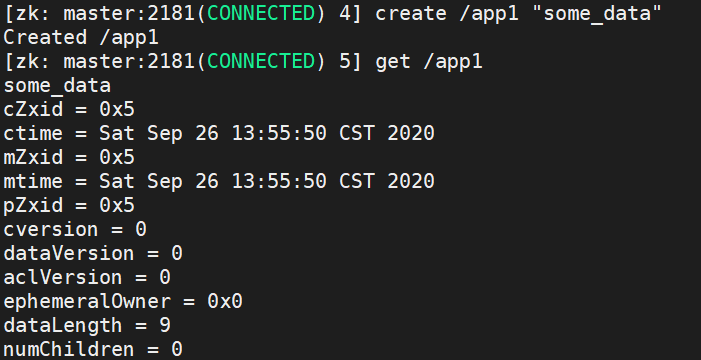 [zk: master:2181(CONNECTED) 4] create /app1 "some_data"
Created /app1
[zk: master:2181(CONNECTED) 5] get /app1
some_data
cZxid = 0x5
ctime = Sat Sep 26 13:55:50 CST 2020
mZxid = 0x5
mtime = Sat Sep 26 13:55:50 CST 2020
pZxid = 0x5
cversion = 0
dataVersion = 0
aclVersion = 0
ephemeralOwner = 0x0
dataLength = 9
numChildren = 0